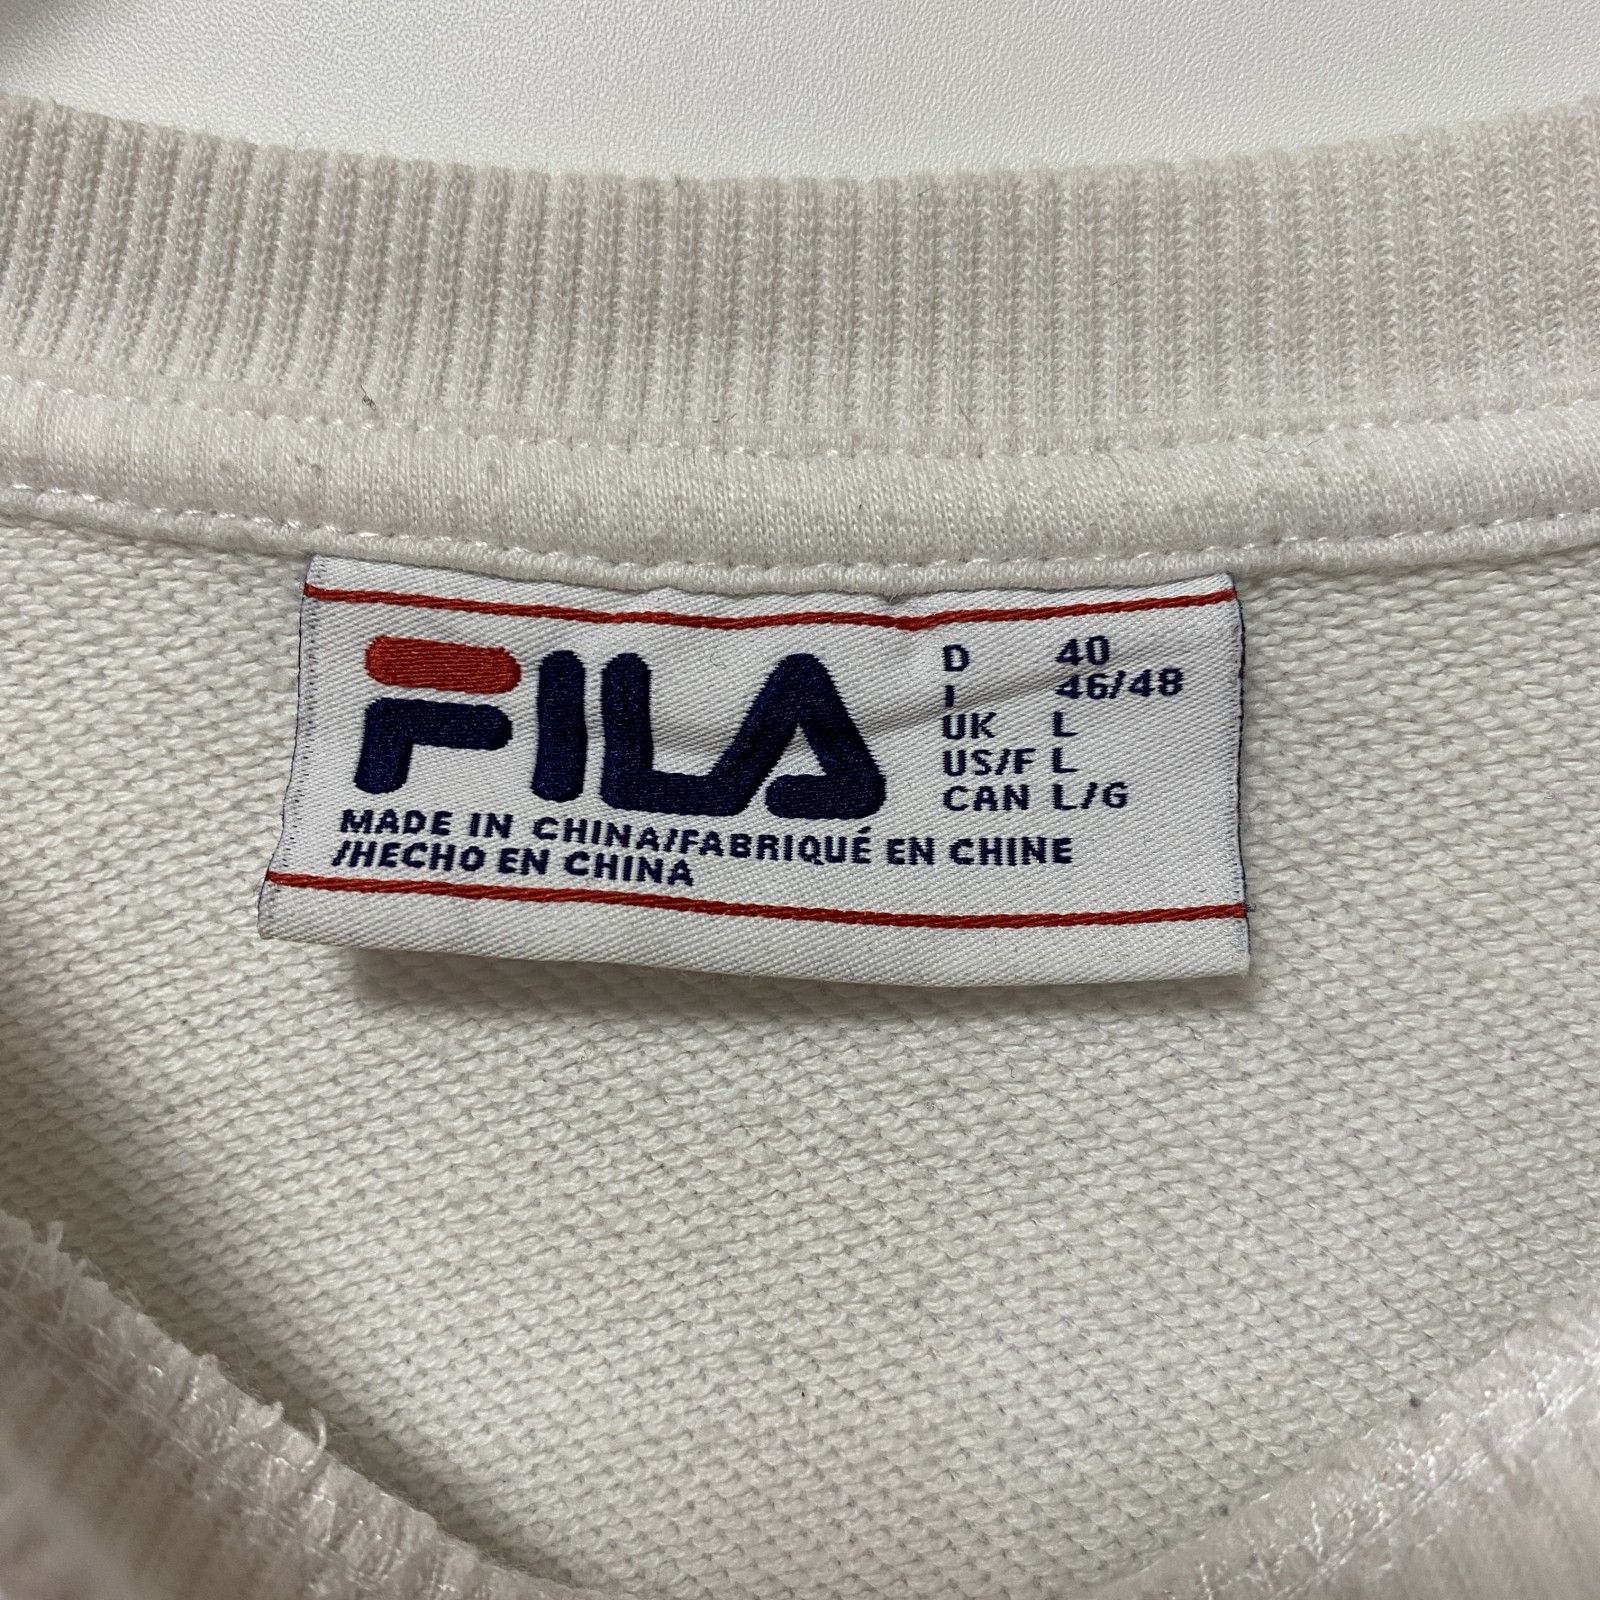 FILA
D 40
I 46/48
UK L
US/F L
CAN L/G
MADE IN CHINA/FABRIQUÉ EN CHINE
/HECHO EN CHINA